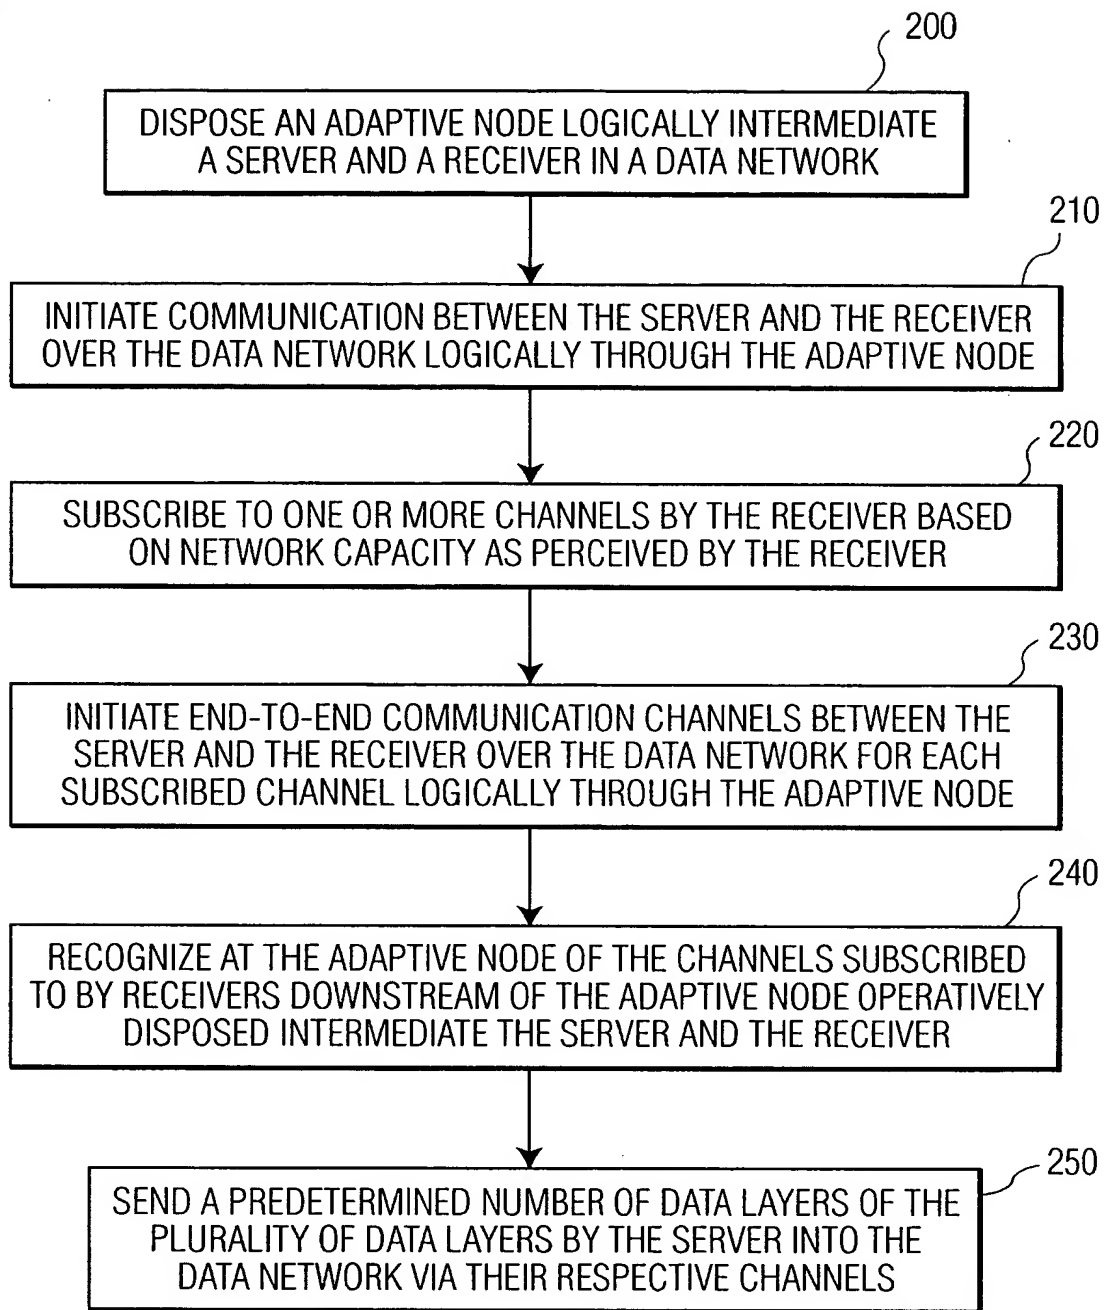 200
DISPOSE AN ADAPTIVE NODE LOGICALLY INTERMEDIATE
A SERVER AND A RECEIVER IN A DATA NETWORK
210
INITIATE COMMUNICATION BETWEEN THE SERVER AND THE RECEIVER
OVER THE DATA NETWORK LOGICALLY THROUGH THE ADAPTIVE NODE
220
SUBSCRIBE TO ONE OR MORE CHANNELS BY THE RECEIVER BASED
ON NETWORK CAPACITY AS PERCEIVED BY THE RECEIVER
230
INITIATE END-TO-END COMMUNICATION CHANNELS BETWEEN THE
SERVER AND THE RECEIVER OVER THE DATA NETWORK FOR EACH
SUBSCRIBED CHANNEL LOGICALLY THROUGH THE ADAPTIVE NODE
240
RECOGNIZE AT THE ADAPTIVE NODE OF THE CHANNELS SUBSCRIBED
TO BY RECEIVERS DOWNSTREAM OF THE ADAPTIVE NODE OPERATIVELY
DISPOSED INTERMEDIATE THE SERVER AND THE RECEIVER
250
SEND A PREDETERMINED NUMBER OF DATA LAYERS OF THE
PLURALITY OF DATA LAYERS BY THE SERVER INTO THE
DATA NETWORK VIA THEIR RESPECTIVE CHANNELS